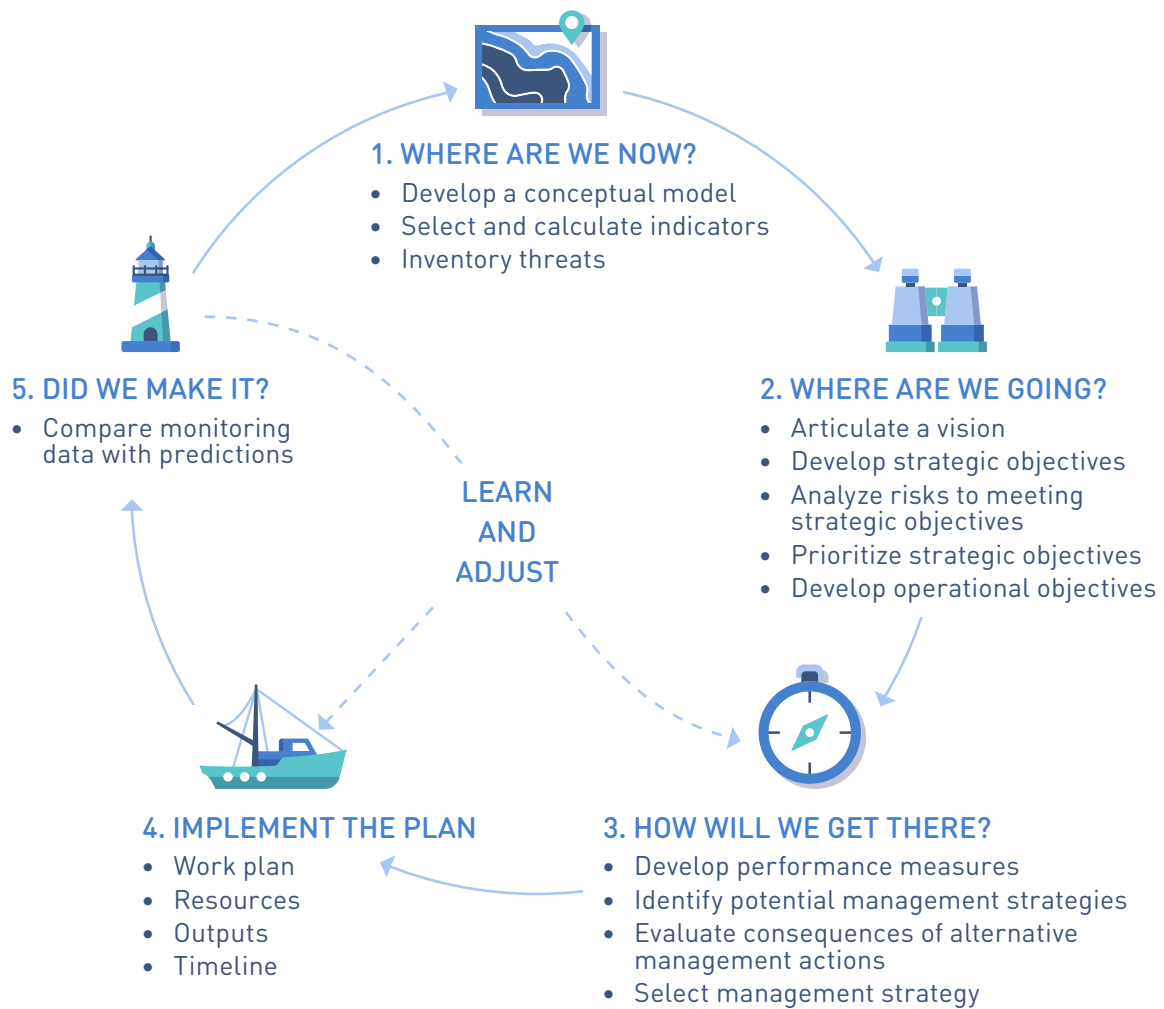 1. WHERE ARE WE NOW?
• Develop a conceptual model
• Select and calculate indicators
• Inventory threats
2. WHERE ARE WE GOING?
• Articulate a vision
• Develop strategic objectives
• Analyze risks to meeting
strategic objectives
• Prioritize strategic objectives
• Develop operational objectives
3. HOW WILL WE GET THERE?
• Develop performance measures
• Identify potential management strategies
• Evaluate consequences of alternative
management actions
• Select management strategy
4. IMPLEMENT THE PLAN
• Work plan
• Resources
• Outputs
• Timeline
5. DID WE MAKE IT?
• Compare monitoring
data with predictions
LEARN
AND
ADJUST